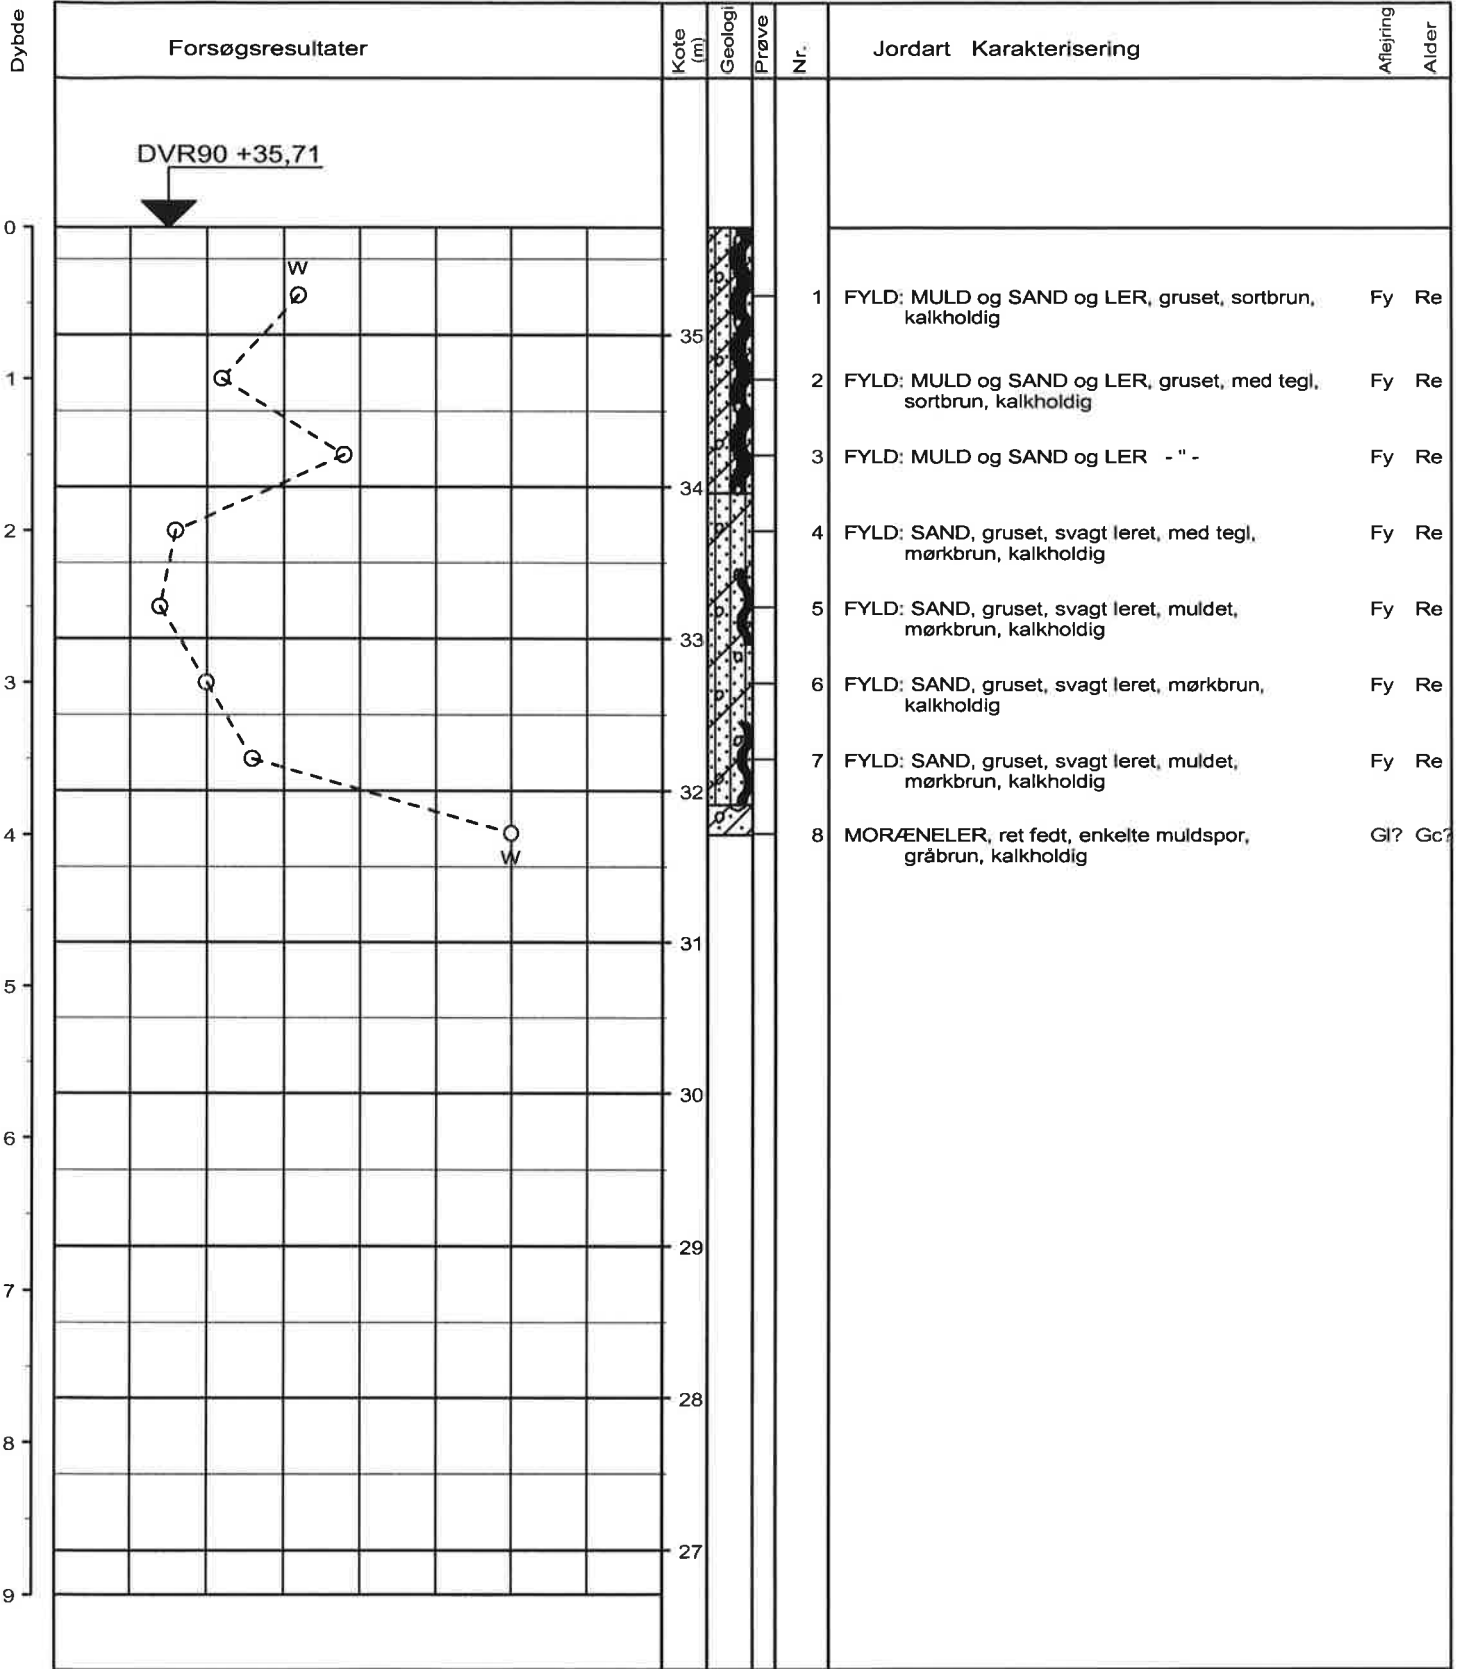 Dybde
Forsøgsresultater
Kote
(m)
Geologi
Prøve
Nr.
Jordart Karakterisering
Aflejring
Alder
DVR90 +35,71
0
W
1 FYLD: MULD og SAND og LER, gruset, sortbrun, Fy Re
kalkholdig
35
1
2 FYLD: MULD og SAND og LER, gruset, med tegl, Fy Re
sortbrun, kalkholdig
3 FYLD: MULD og SAND og LER - " - Fy Re
34
2
4 FYLD: SAND, gruset, svagt leret, med tegl, Fy Re
mørkbrun, kalkholdig
5 FYLD: SAND, gruset, svagt leret, muldet, Fy Re
mørkbrun, kalkholdig
33
3
6 FYLD: SAND, gruset, svagt leret, mørkbrun, Fy Re
kalkholdig
7 FYLD: SAND, gruset, svagt leret, muldet, Fy Re
mørkbrun, kalkholdig
32
4
8 MORÆNELER, ret fedt, enkelte muldspor, Gl? Gc?
gråbrun, kalkholdig
W
31
5
30
6
29
7
28
8
27
9